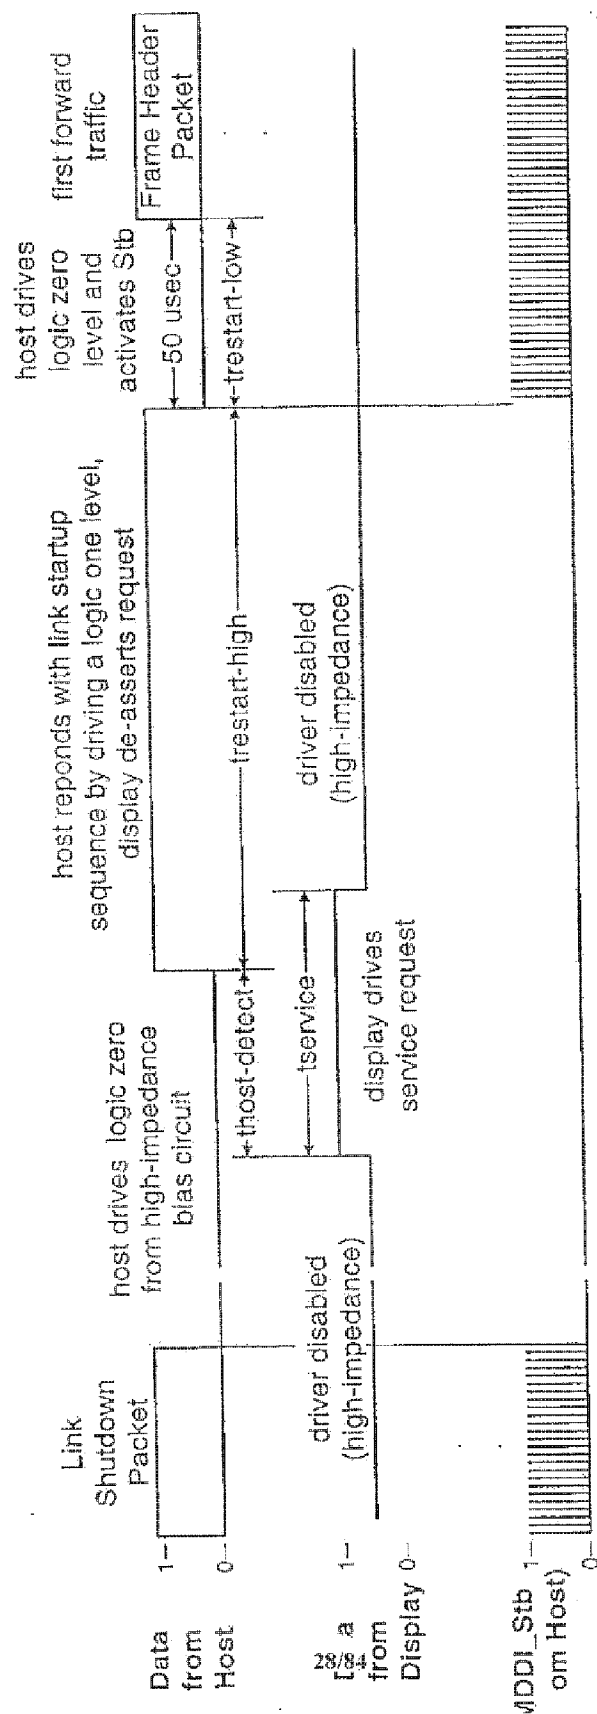 Link
Shutdown
Packet
host drives logic zero
from high-impedance
bias circuit
host reponds with link startup
sequence by driving a logic one level,
display de-asserts request
host drives
logic zero
level and
activates Stb
first forward
traffic
Data
from
Host
1
0
Frame Header
Packet
50 usec
thost-detect
trestart-high
trestart-low
28/84
a
from
Display
1
0
driver disabled
(high-impedance)
tservice
display drives
service request
driver disabled
(high-impedance)
MDDI_Stb
om Host)
1
0